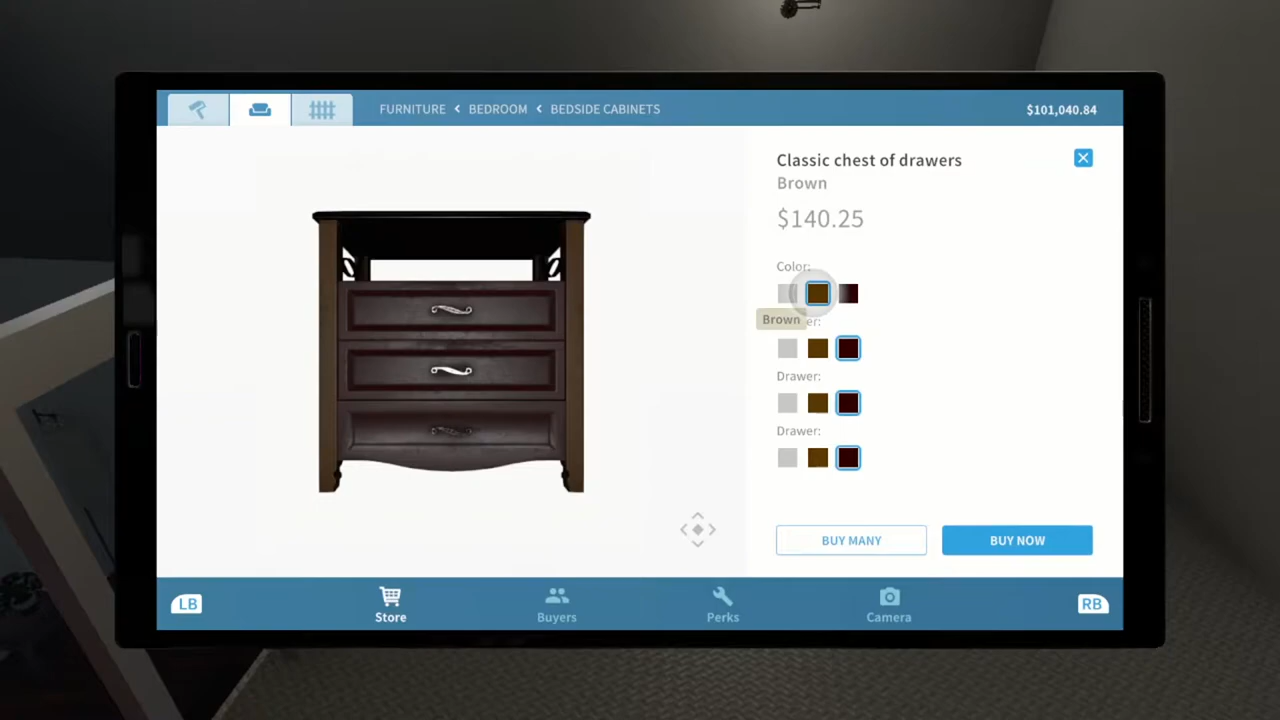 FURNITURE < BEDROOM < BEDSIDE CABINETS
$101,040.84
Classic chest of drawers
Brown
$140.25
Color:
Brown
er:
Drawer:
Drawer:
BUY MANY
BUY NOW
LB
Store
Buyers
Perks
Camera
RB